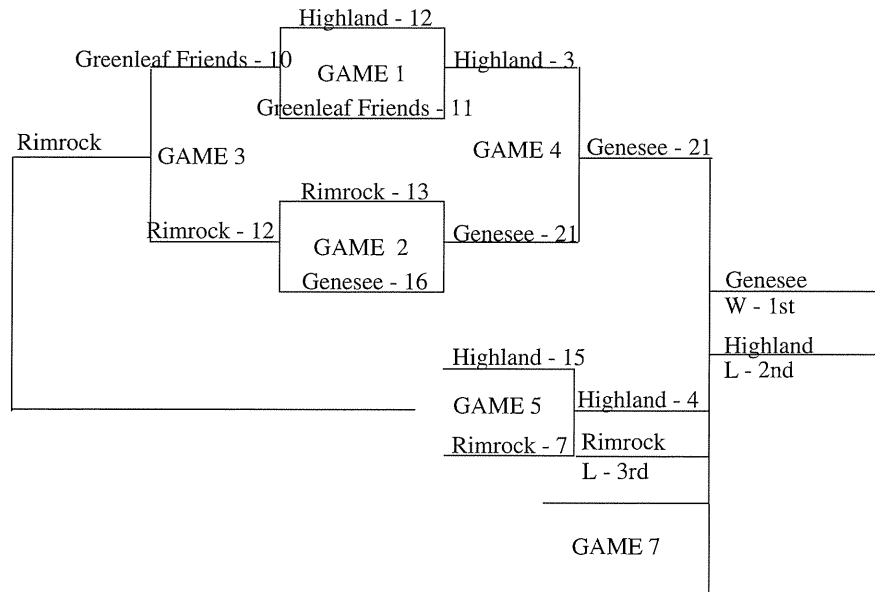 Highland - 12
Greenleaf Friends - 10
GAME 1
Highland - 3
Greenleaf Friends - 11
Rimrock
GAME 3
GAME 4
Genesee - 21
Rimrock - 13
Rimrock - 12
GAME 2
Genesee - 21
Genesee - 16
Genesee
W - 1st
Highland
L - 2nd
Highland - 15
GAME 5
Highland - 4
Rimrock - 7
Rimrock
L - 3rd
GAME 7